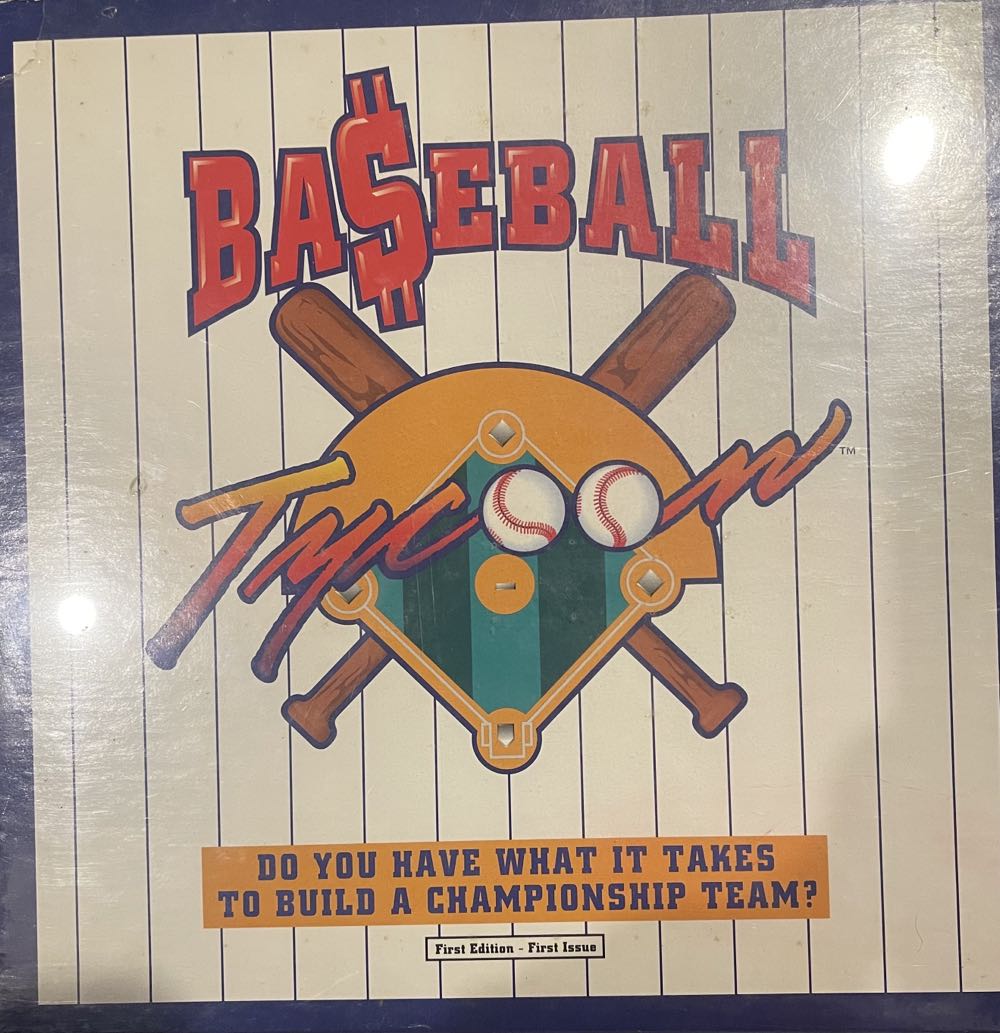 BA$EBALL
Tycoon™
DO YOU HAVE WHAT IT TAKES
TO BUILD A CHAMPIONSHIP TEAM?
First Edition - First Issue